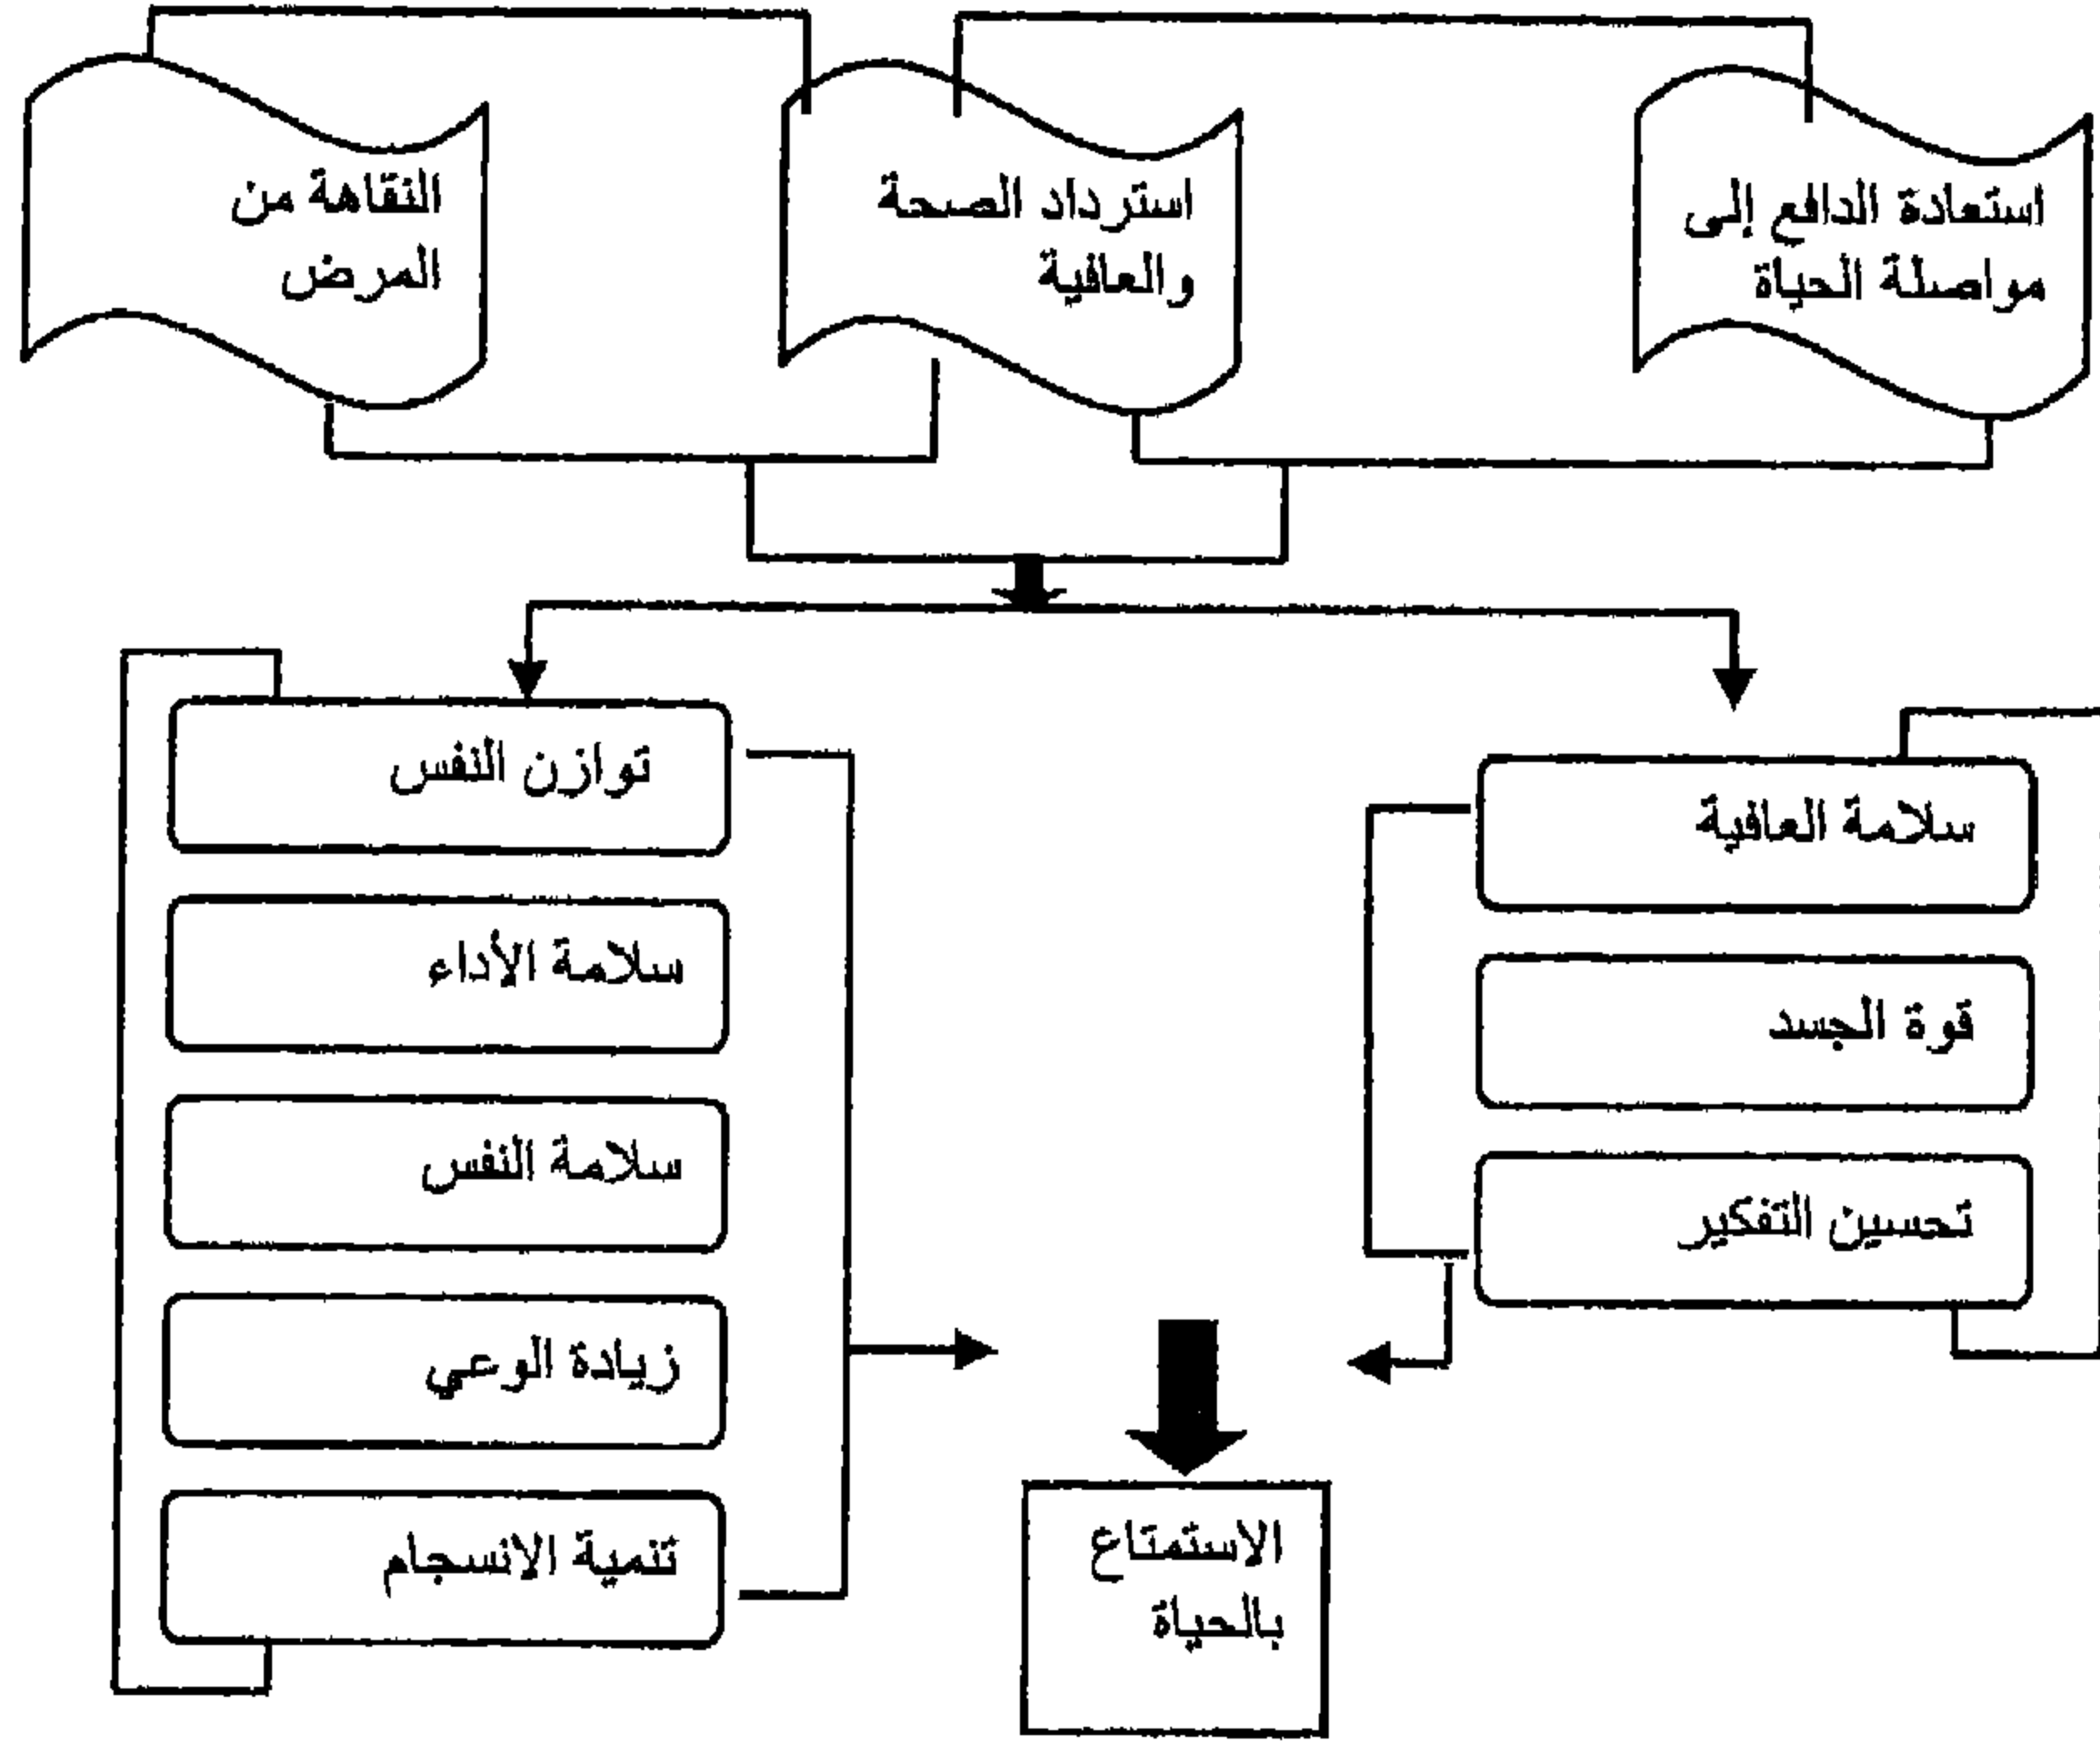 استعادة الدافع إلى
مواصلة الحياة
استرداد الصحة
والعافية
النقاهة من
المرض
سلامة العافية
قوة الجسد
تحسين التفكير
توازن النفس
سلامة الأداء
سلامة النفس
زيادة الوعي
تنمية الانسجام
الاستمتاع
بالحياة